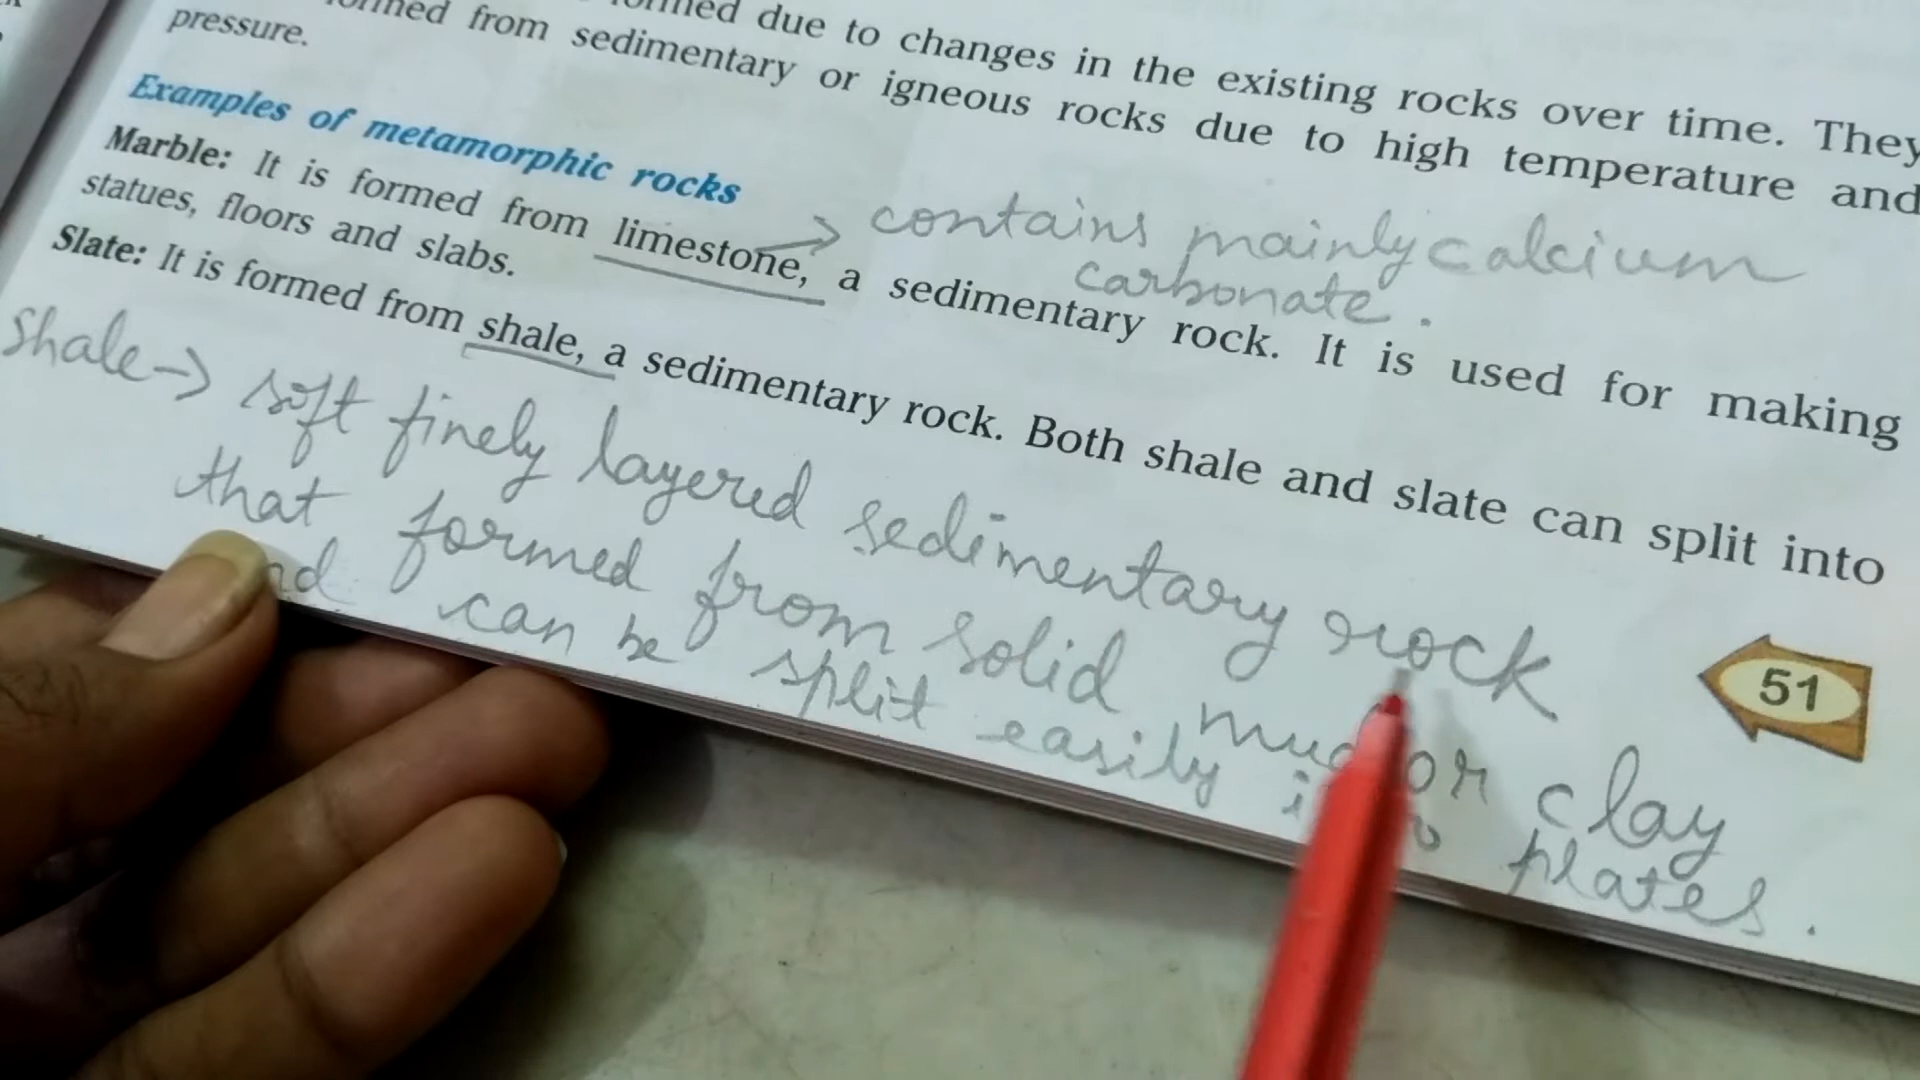 formed due to changes in the existing rocks over time. They
formed from sedimentary or igneous rocks due to high temperature and
pressure.
Examples of metamorphic rocks
Marble: It is formed from limestone, a sedimentary rock. It is used for making
→ contains mainly calcium
carbonate.
statues, floors and slabs.
Slate: It is formed from shale, a sedimentary rock. Both shale and slate can split into
Shale → soft finely layered sedimentary rock
that formed from solid mud or clay
can be split easily into plates.
51